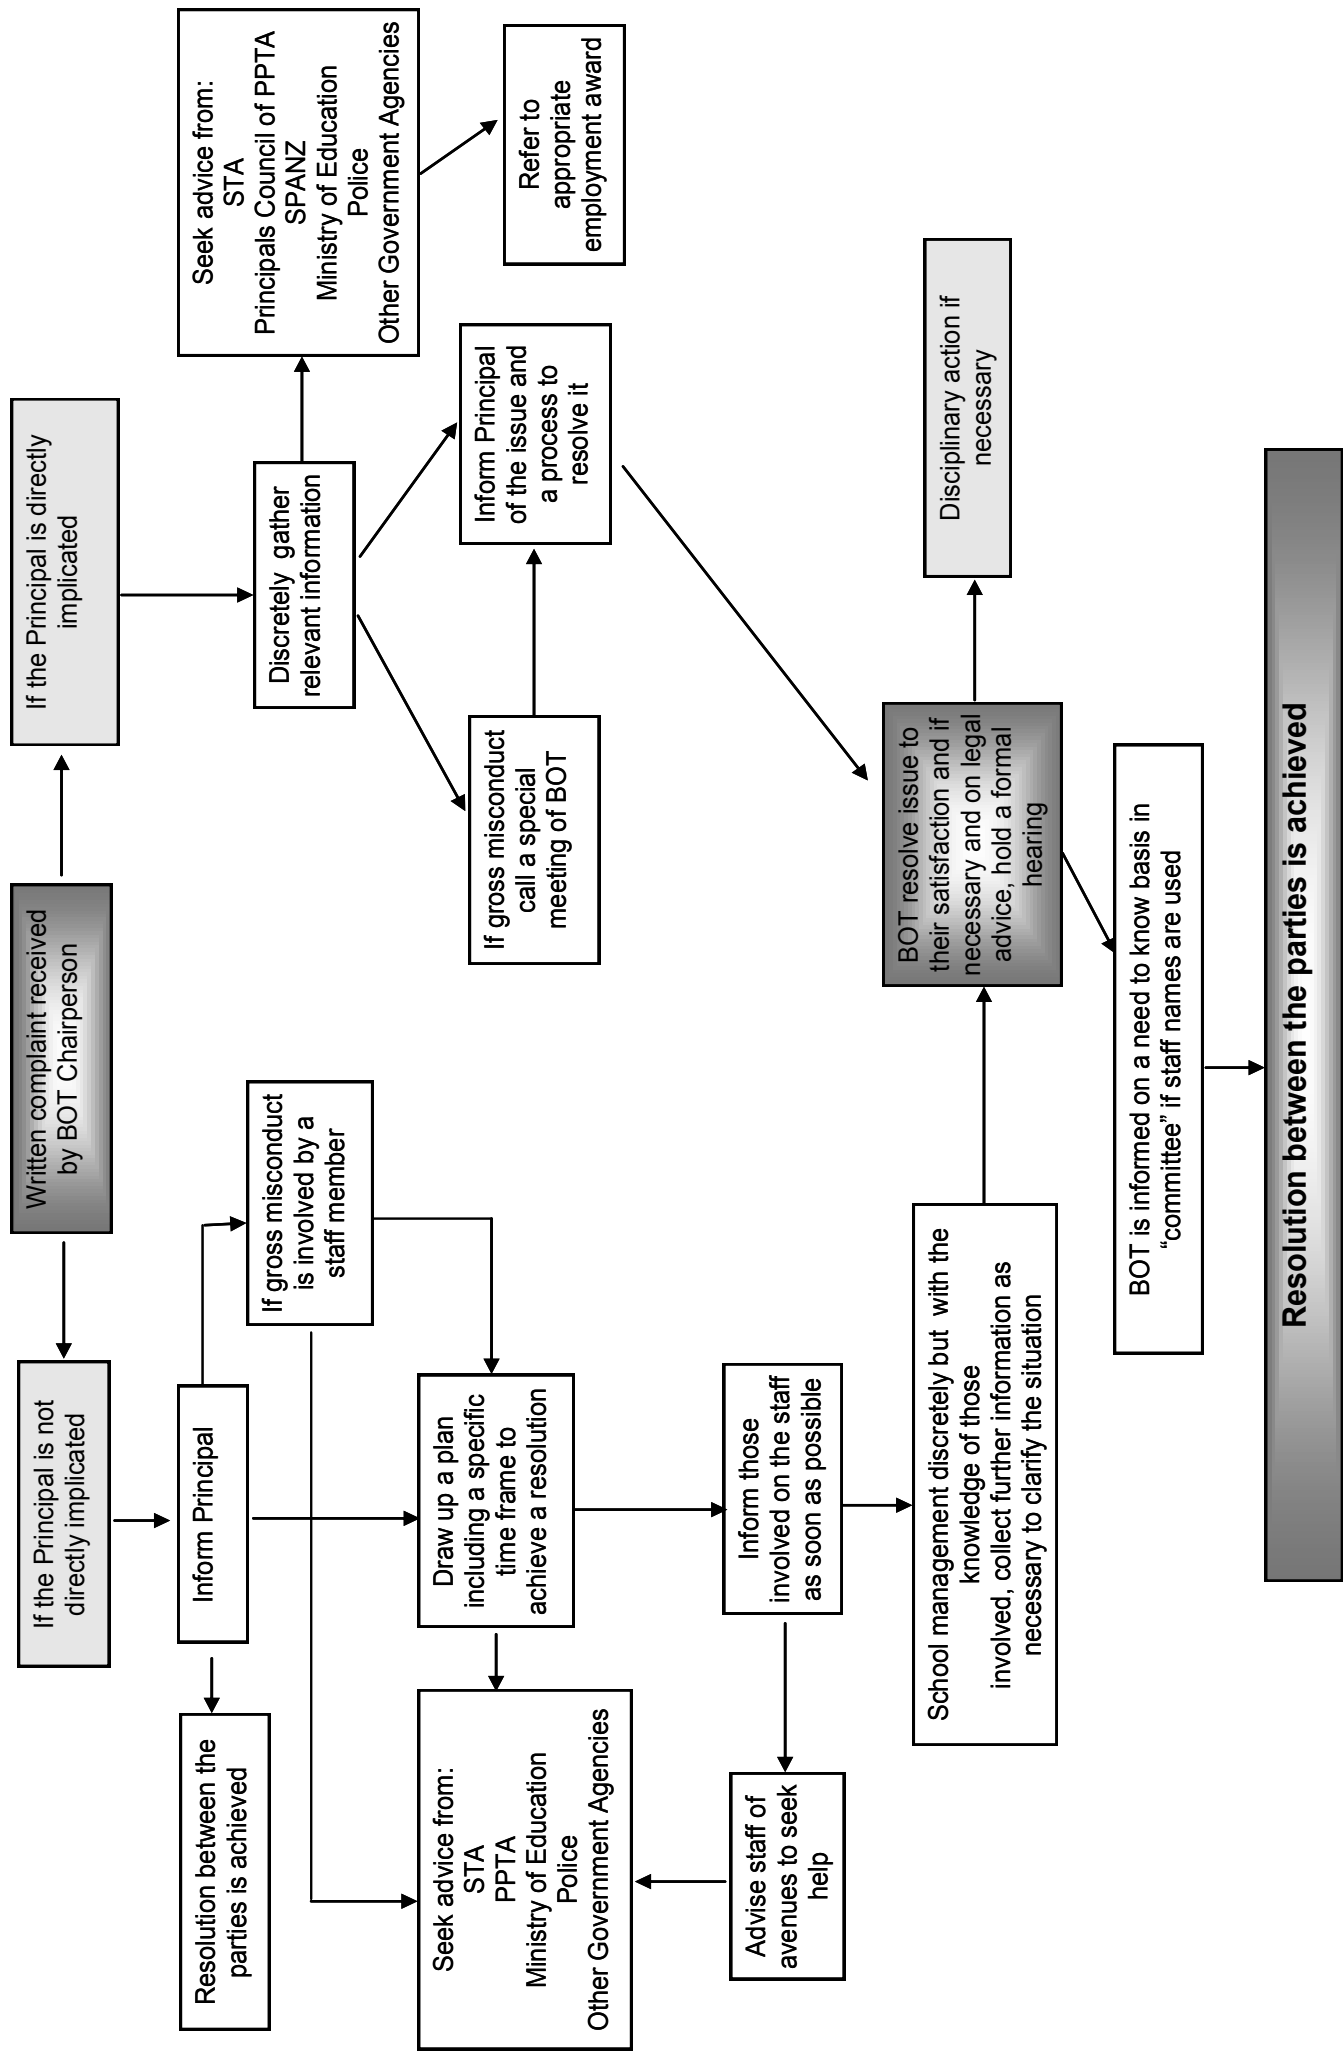 Written complaint received
by BOT Chairperson
If the Principal is not
directly implicated
If the Principal is directly
implicated
Resolution between the
parties is achieved
Inform Principal
If gross misconduct
is involved by a
staff member
Discretely gather
relevant information
Seek advice from:
STA
Principals Council of PPTA
SPANZ
Ministry of Education
Police
Other Government Agencies
Seek advice from:
STA
PPTA
Ministry of Education
Police
Other Government Agencies
Draw up a plan
including a specific
time frame to
achieve a resolution
If gross misconduct
call a special
meeting of BOT
Inform Principal
of the issue and
a process to
resolve it
Refer to
appropriate
employment award
Advise staff of
avenues to seek
help
Inform those
involved on the staff
as soon as possible
School management discretely but with the
knowledge of those
involved, collect further information as
necessary to clarify the situation
BOT resolve issue to
their satisfaction and if
necessary and on legal
advice, hold a formal
hearing
Disciplinary action if
necessary
BOT is informed on a need to know basis in
“committee” if staff names are used
Resolution between the parties is achieved